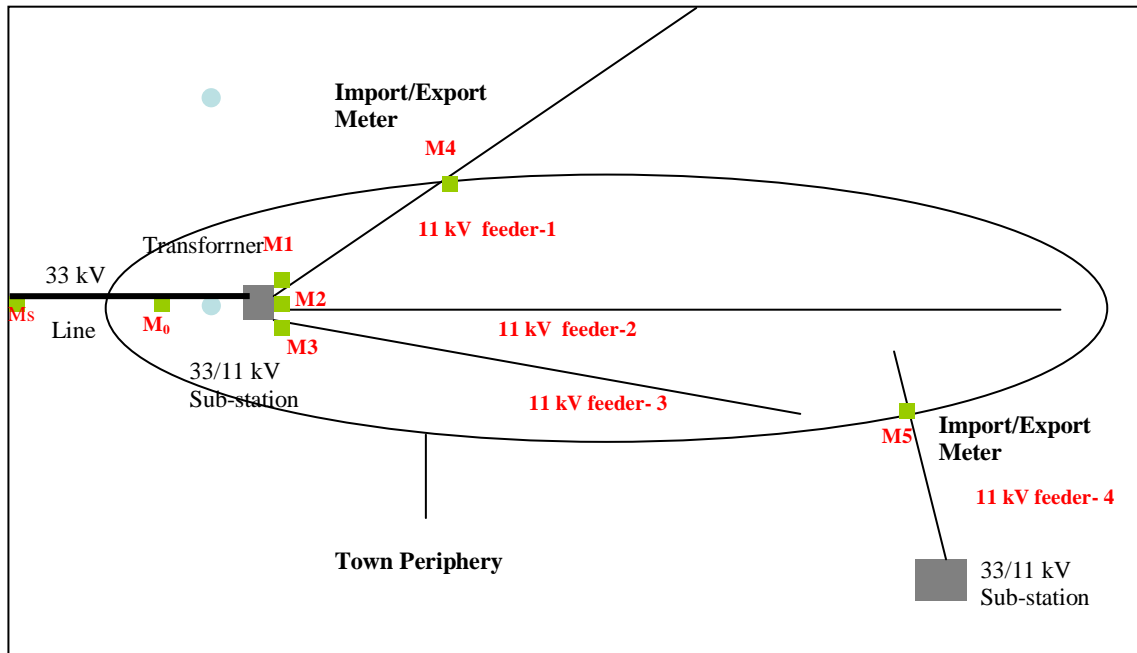 Import/Export
Meter
M4
11 kV feeder-1
Transforrner
M1
33 kV
M2
Ms
Line
M₀
M3
11 kV feeder-2
33/11 kV
Sub-station
11 kV feeder- 3
M5
Import/Export
Meter
11 kV feeder- 4
Town Periphery
33/11 kV
Sub-station